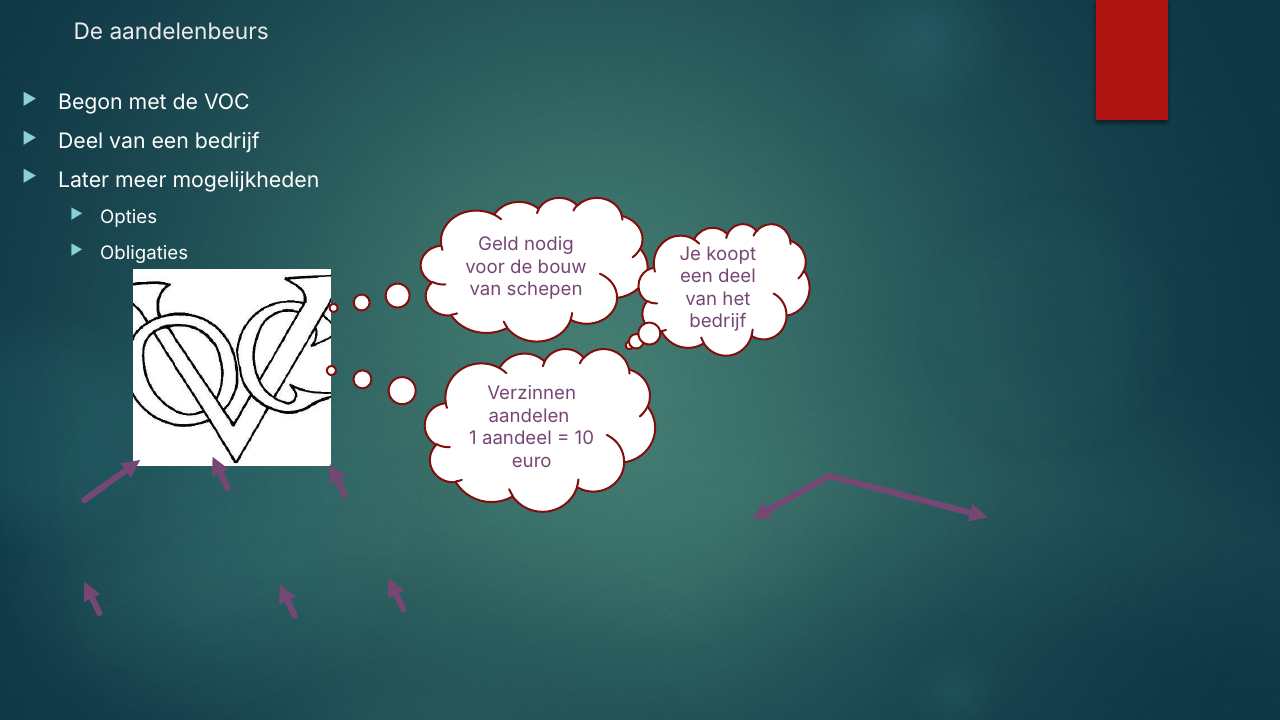 De aandelenbeurs
Begon met de VOC
Deel van een bedrijf
Later meer mogelijkheden
Opties
Obligaties
VOC
Geld nodig
voor de bouw
van schepen
Je koopt
een deel
van het
bedrijf
Verzinnen
aandelen
1 aandeel = 10
euro